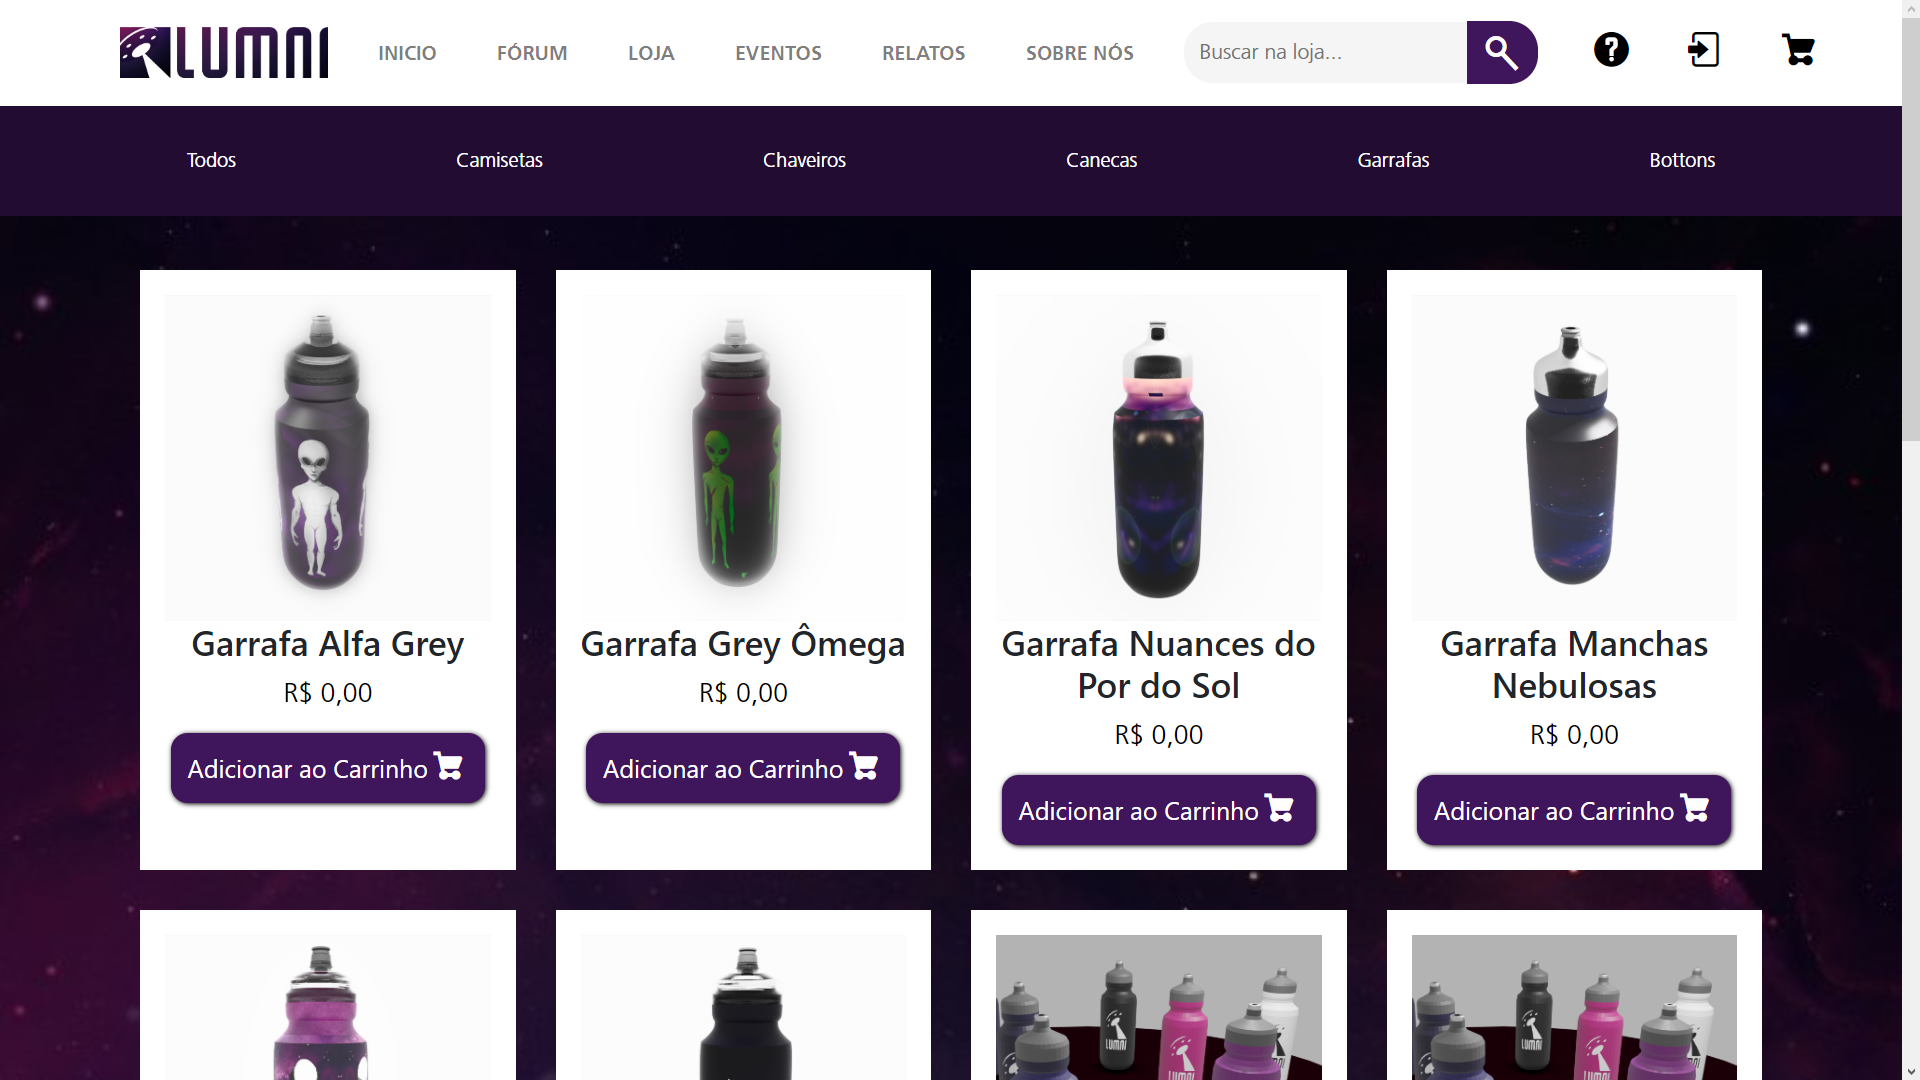 LUMNI INICIO FÓRUM LOJA EVENTOS RELATOS SOBRE NÓS Buscar na loja...
Todos Camisetas Chaveiros Canecas Garrafas Bottons
Garrafa Alfa Grey
R$ 0,00
Adicionar ao Carrinho
Garrafa Grey Ômega
R$ 0,00
Adicionar ao Carrinho
Garrafa Nuances do
Por do Sol
R$ 0,00
Adicionar ao Carrinho
Garrafa Manchas
Nebulosas
R$ 0,00
Adicionar ao Carrinho
LUMNI
LUMNI
LUMNI
LUMNI